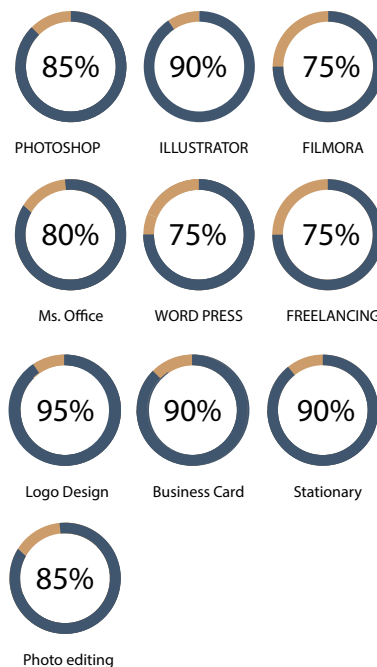 85% 90% 75%
PHOTOSHOP ILLUSTRATOR FILMORA
80% 75% 75%
Ms. Office WORD PRESS FREELANCING
95% 90% 90%
Logo Design Business Card Stationary
85%
Photo editing